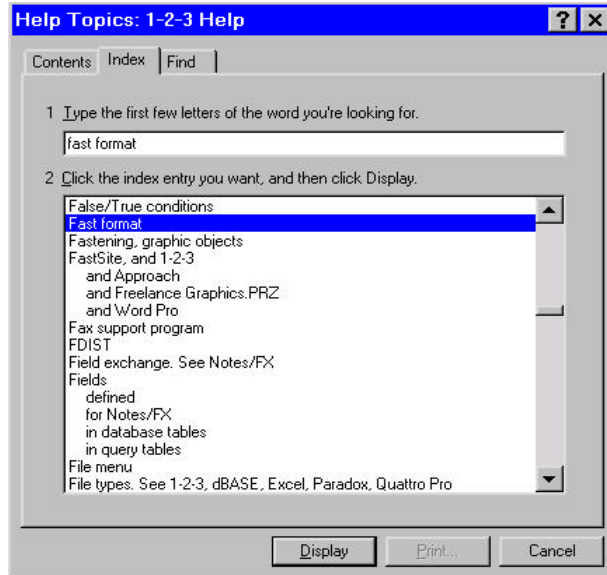 Help Topics: 1-2-3 Help
Contents Index Find
1 Type the first few letters of the word you're looking for.
fast format
2 Click the index entry you want, and then click Display.
False/True conditions
Fast format
Fastening, graphic objects
FastSite, and 1-2-3
and Approach
and Freelance Graphics.PRZ
and Word Pro
Fax support program
FDIST
Field exchange. See Notes/FX
Fields
defined
for Notes/FX
in database tables
in query tables
File menu
File types. See 1-2-3, dBASE, Excel, Paradox, Quattro Pro
Display Print... Cancel